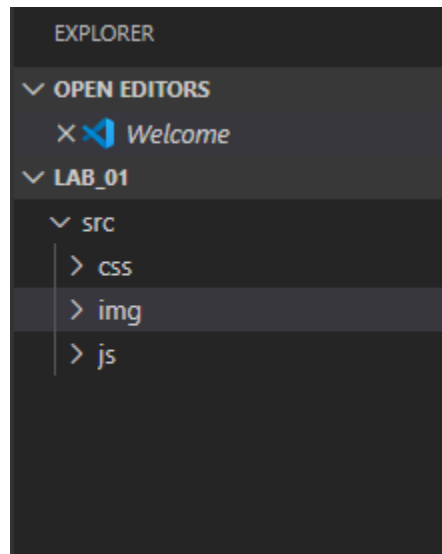 EXPLORER
OPEN EDITORS
Welcome
LAB_01
src
css
img
js